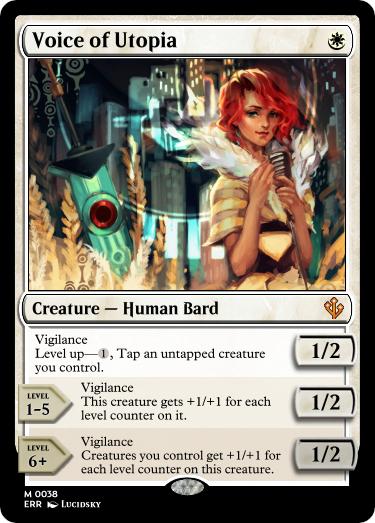 Voice of Utopia
Creature — Human Bard
Vigilance
Level up—1, Tap an untapped creature
you control.
1/2
LEVEL
1-5
Vigilance
This creature gets +1/+1 for each
level counter on it.
1/2
LEVEL
6+
Vigilance
Creatures you control get +1/+1 for
each level counter on this creature.
1/2
M 0038
ERR LUCIDSKY